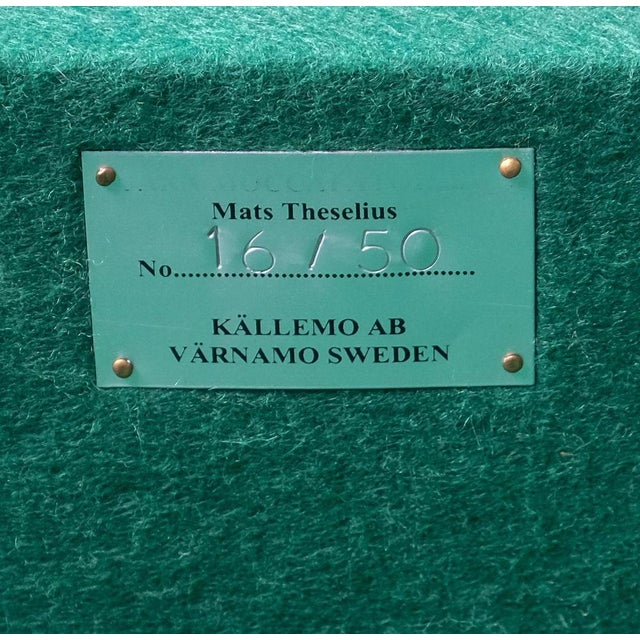 Mats Theselius
No....16 / 50....
KÄLLEMO AB
VÄRNAMO SWEDEN